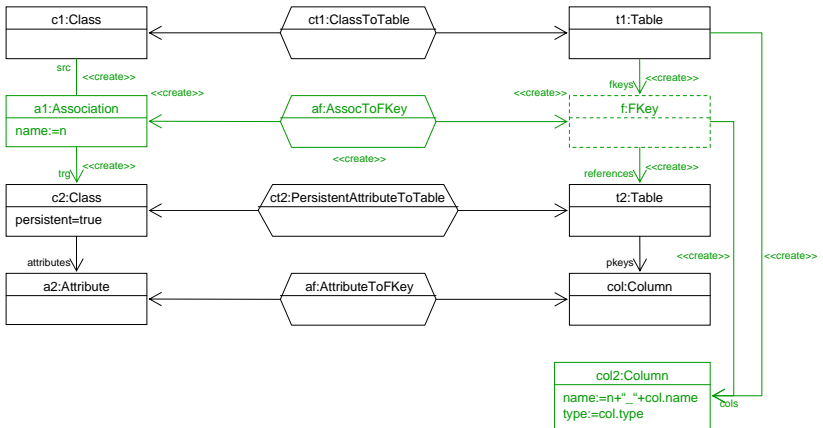 c1:Class
ct1:ClassToTable
t1:Table
src
<<create>>
fkeys
<<create>>
<<create>>
<<create>>
a1:Association
name:=n
af:AssocToFKey
f:FKey
<<create>>
trg
<<create>>
references
<<create>>
c2:Class
persistent=true
ct2:PersistentAttributeToTable
t2:Table
attributes
pkeys
<<create>>
<<create>>
a2:Attribute
af:AttributeToFKey
col:Column
col2:Column
name:=n+“_“+col.name
type:=col.type
cols